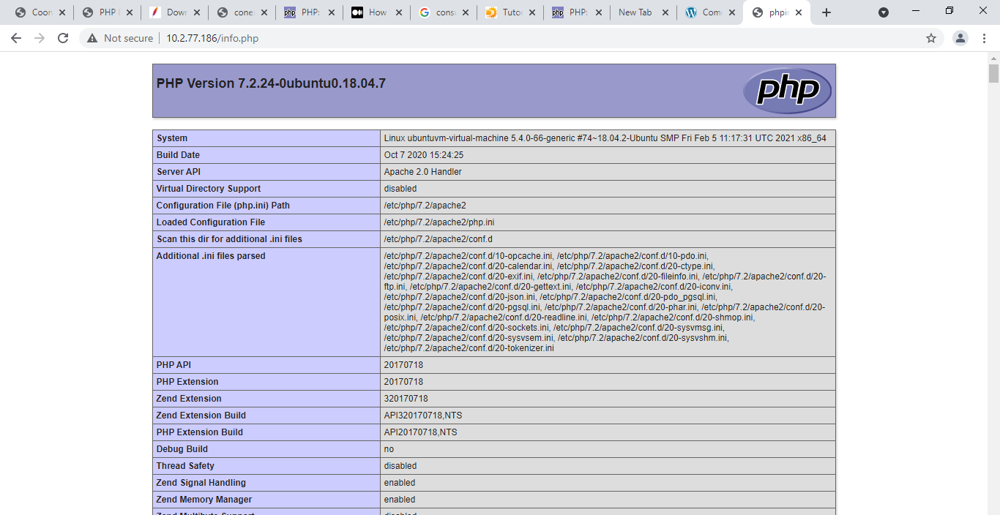 Coon
PHP
Down
cone
PHP:
How
cons
Tutor
PHP:
New Tab
Com
phpin
Not secure
10.2.77.186/info.php
PHP Version 7.2.24-0ubuntu0.18.04.7
php
System Linux ubuntuvm-virtual-machine 5.4.0-66-generic #74~18.04.2-Ubuntu SMP Fri Feb 5 11:17:31 UTC 2021 x86_64
Build Date Oct 7 2020 15:24:25
Server API Apache 2.0 Handler
Virtual Directory Support disabled
Configuration File (php.ini) Path /etc/php/7.2/apache2
Loaded Configuration File /etc/php/7.2/apache2/php.ini
Scan this dir for additional .ini files /etc/php/7.2/apache2/conf.d
Additional .ini files parsed /etc/php/7.2/apache2/conf.d/10-opcache.ini, /etc/php/7.2/apache2/conf.d/10-pdo.ini,
/etc/php/7.2/apache2/conf.d/20-calendar.ini, /etc/php/7.2/apache2/conf.d/20-ctype.ini,
/etc/php/7.2/apache2/conf.d/20-exif.ini, /etc/php/7.2/apache2/conf.d/20-fileinfo.ini, /etc/php/7.2/apache2/conf.d/20-
ftp.ini, /etc/php/7.2/apache2/conf.d/20-gettext.ini, /etc/php/7.2/apache2/conf.d/20-iconv.ini,
/etc/php/7.2/apache2/conf.d/20-json.ini, /etc/php/7.2/apache2/conf.d/20-pdo_pgsql.ini,
/etc/php/7.2/apache2/conf.d/20-pgsql.ini, /etc/php/7.2/apache2/conf.d/20-phar.ini, /etc/php/7.2/apache2/conf.d/20-
posix.ini, /etc/php/7.2/apache2/conf.d/20-readline.ini, /etc/php/7.2/apache2/conf.d/20-shmop.ini,
/etc/php/7.2/apache2/conf.d/20-sockets.ini, /etc/php/7.2/apache2/conf.d/20-sysvmsg.ini,
/etc/php/7.2/apache2/conf.d/20-sysvsem.ini, /etc/php/7.2/apache2/conf.d/20-sysvshm.ini,
/etc/php/7.2/apache2/conf.d/20-tokenizer.ini
PHP API 20170718
PHP Extension 20170718
Zend Extension 320170718
Zend Extension Build API320170718,NTS
PHP Extension Build API20170718,NTS
Debug Build no
Thread Safety disabled
Zend Signal Handling enabled
Zend Memory Manager enabled
Zend Multibyte Support disabled